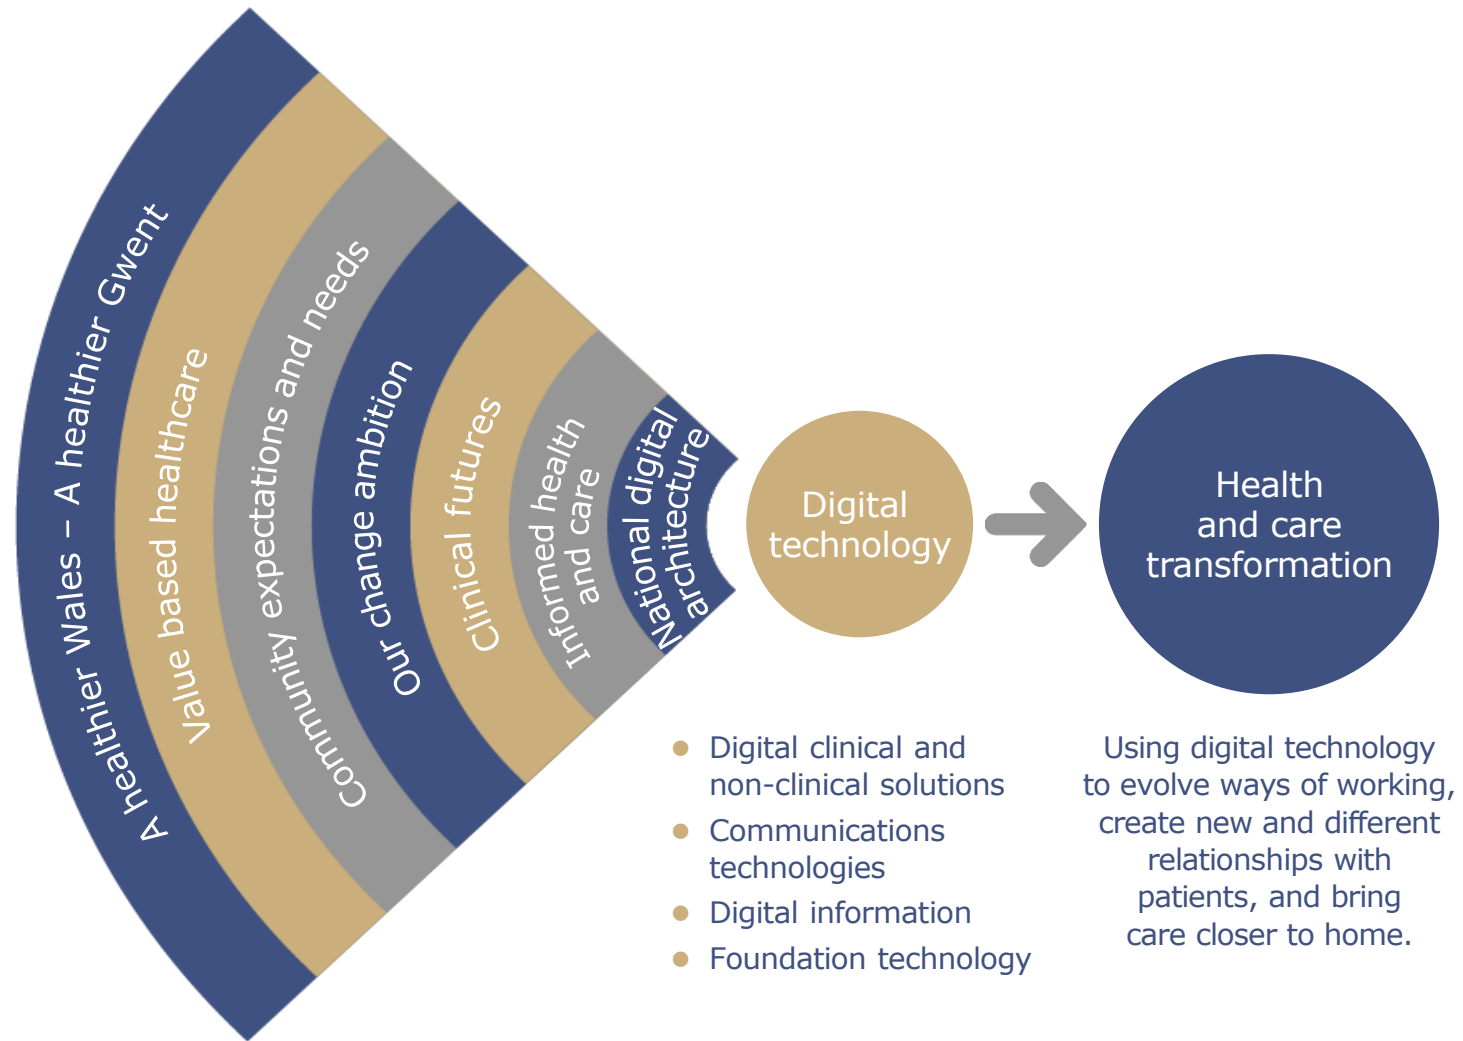 A healthier Wales – A healthier Gwent
Value based healthcare
Community expectations and needs
Our change ambition
Clinical futures
Informed health
and care
National digital
architecture
Digital
technology
Health
and care
transformation
● Digital clinical and
non-clinical solutions
● Communications
technologies
● Digital information
● Foundation technology
Using digital technology
to evolve ways of working,
create new and different
relationships with
patients, and bring
care closer to home.